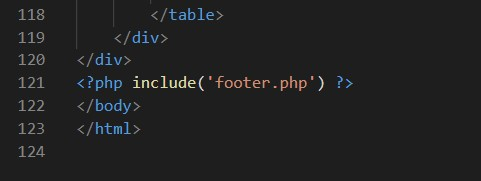 118 </table>
119 </div>
120 </div>
121 <?php include('footer.php') ?>
122 </body>
123 </html>
124